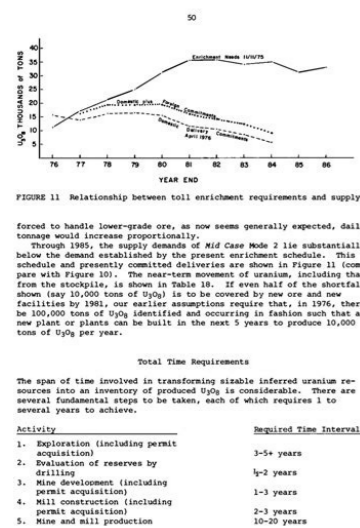 50
U₃O₈ THOUSANDS of TONS
40
35
30
25
20
15
10
5
Enrichment Needs 11/11/75
Domestic plus Foreign Commitments
Domestic Delivery Commitments
April 1976
76 77 78 79 80 81 82 83 84 85 86
YEAR END
FIGURE 11 Relationship between toll enrichment requirements and supply
forced to handle lower-grade ore, as now seems generally expected, dail
tonnage would increase proportionally.
Through 1985, the supply demands of Mid Case Mode 2 lie substantiall
below the demand established by the present enrichment schedule. This
schedule and presently committed deliveries are shown in Figure 11 (com
pare with Figure 10). The near-term movement of uranium, including tha
from the stockpile, is shown in Table 18. If even half of the shortfal
shown (say 10,000 tons of U₃O₈) is to be covered by new ore and new
facilities by 1981, our earlier assumptions require that, in 1976, ther
be 100,000 tons of U₃O₈ identified and occurring in fashion such that a
new plant or plants can be built in the next 5 years to produce 10,000
tons of U₃O₈ per year.
Total Time Requirements
The span of time involved in transforming sizable inferred uranium re-
sources into an inventory of produced U₃O₈ is considerable. There are
several fundamental steps to be taken, each of which requires 1 to
several years to achieve.
Activity Required Time Interval
1. Exploration (including permit
acquisition) 3-5+ years
2. Evaluation of reserves by
drilling ½-2 years
3. Mine development (including
permit acquisition) 1-3 years
4. Mill construction (including
permit acquisition) 2-3 years
5. Mine and mill production 10-20 years